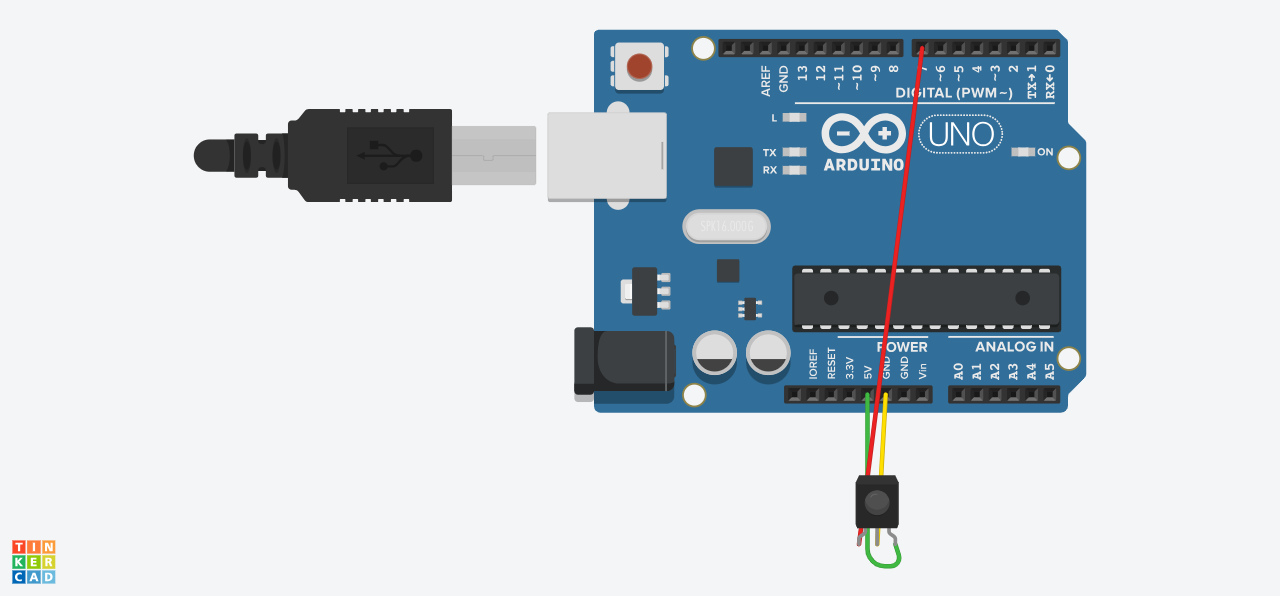 AREF
GND
13
12
~11
~10
~9
8
7
~6
~5
4
~3
2
TX→1
RX←0
DIGITAL (PWM~)
L
TX
RX
UNO
ON
ARDUINO
SPK16.000G
POWER
ANALOG IN
IOREF
RESET
3.3V
5V
GND
GND
Vin
A0
A1
A2
A3
A4
A5
TIN
KER
CAD